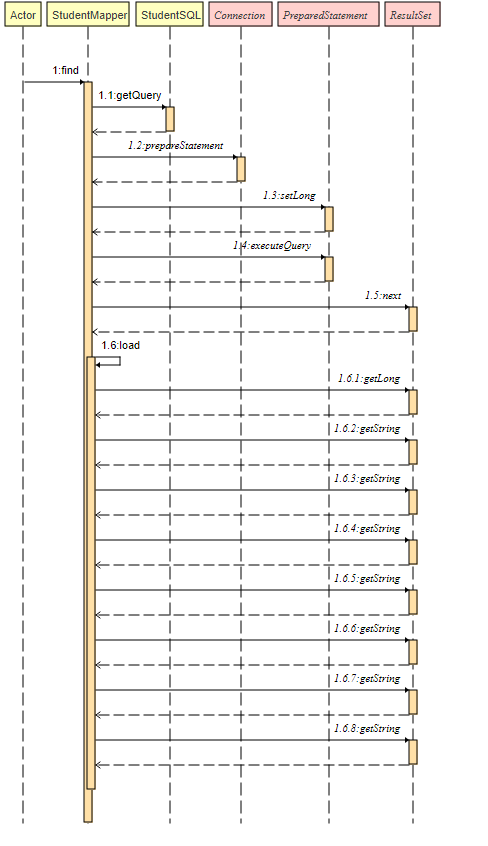 Actor StudentMapper StudentSQL Connection PreparedStatement ResultSet
1:find
1.1:getQuery
1.2:prepareStatement
1.3:setLong
1.4:executeQuery
1.5:next
1.6:load
1.6.1:getLong
1.6.2:getString
1.6.3:getString
1.6.4:getString
1.6.5:getString
1.6.6:getString
1.6.7:getString
1.6.8:getString